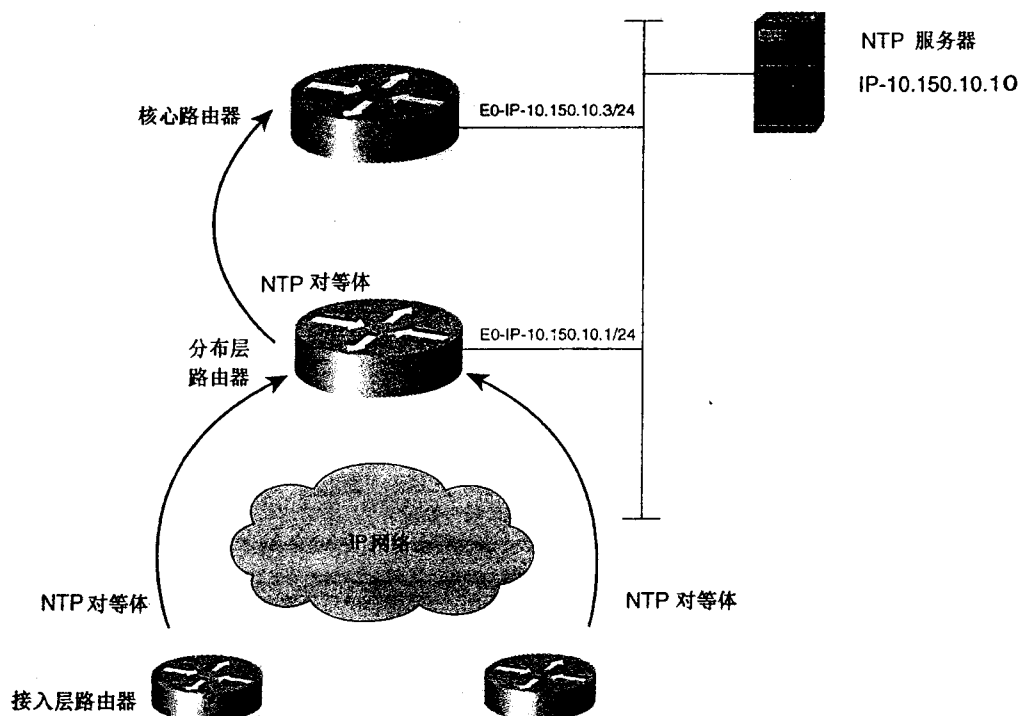 NTP 服务器
IP-10.150.10.10
核心路由器
E0-IP-10.150.10.3/24
NTP 对等体
E0-IP-10.150.10.1/24
分布层
路由器
IP网络
NTP 对等体
NTP 对等体
接入层路由器